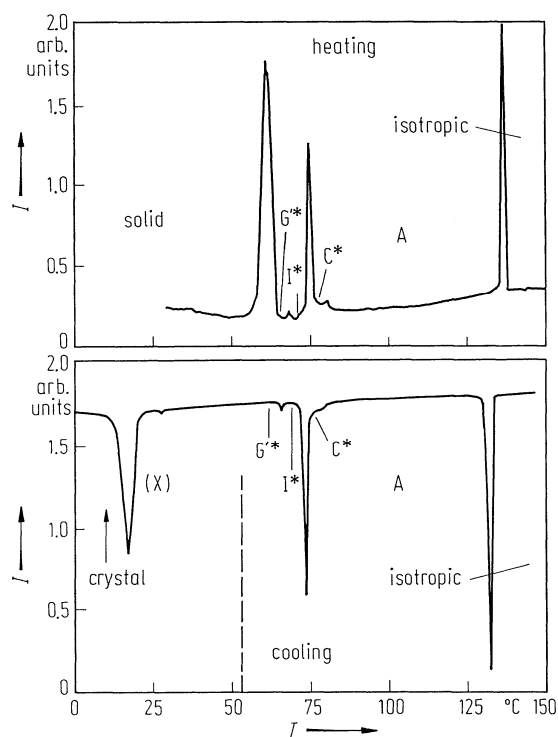 2.0
arb.
units
heating
1.5
isotropic
I
1.0
solid
G'*
A
I*
C*
0.5
0
2.0
arb.
units
G'*
C*
1.5
(X)
I*
A
I
1.0
crystal
isotropic
0.5
cooling
0
0 25 50 75 100 125 °C 150
T